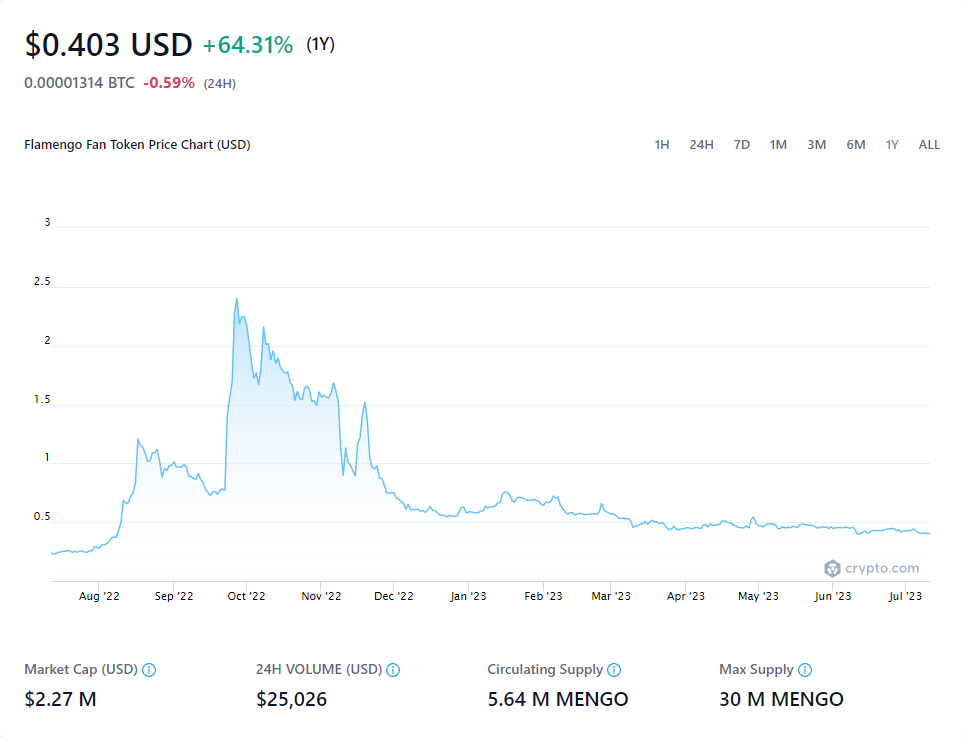 $0.403 USD +64.31% (1Y)
0.00001314 BTC -0.59% (24H)
Flamengo Fan Token Price Chart (USD) 1H 24H 7D 1M 3M 6M 1Y ALL
3
2.5
2
1.5
1
0.5
crypto.com
Aug '22 Sep '22 Oct '22 Nov '22 Dec '22 Jan '23 Feb '23 Mar '23 Apr '23 May '23 Jun '23 Jul '23
Market Cap (USD) 24H VOLUME (USD) Circulating Supply Max Supply
$2.27 M $25,026 5.64 M MENGO 30 M MENGO